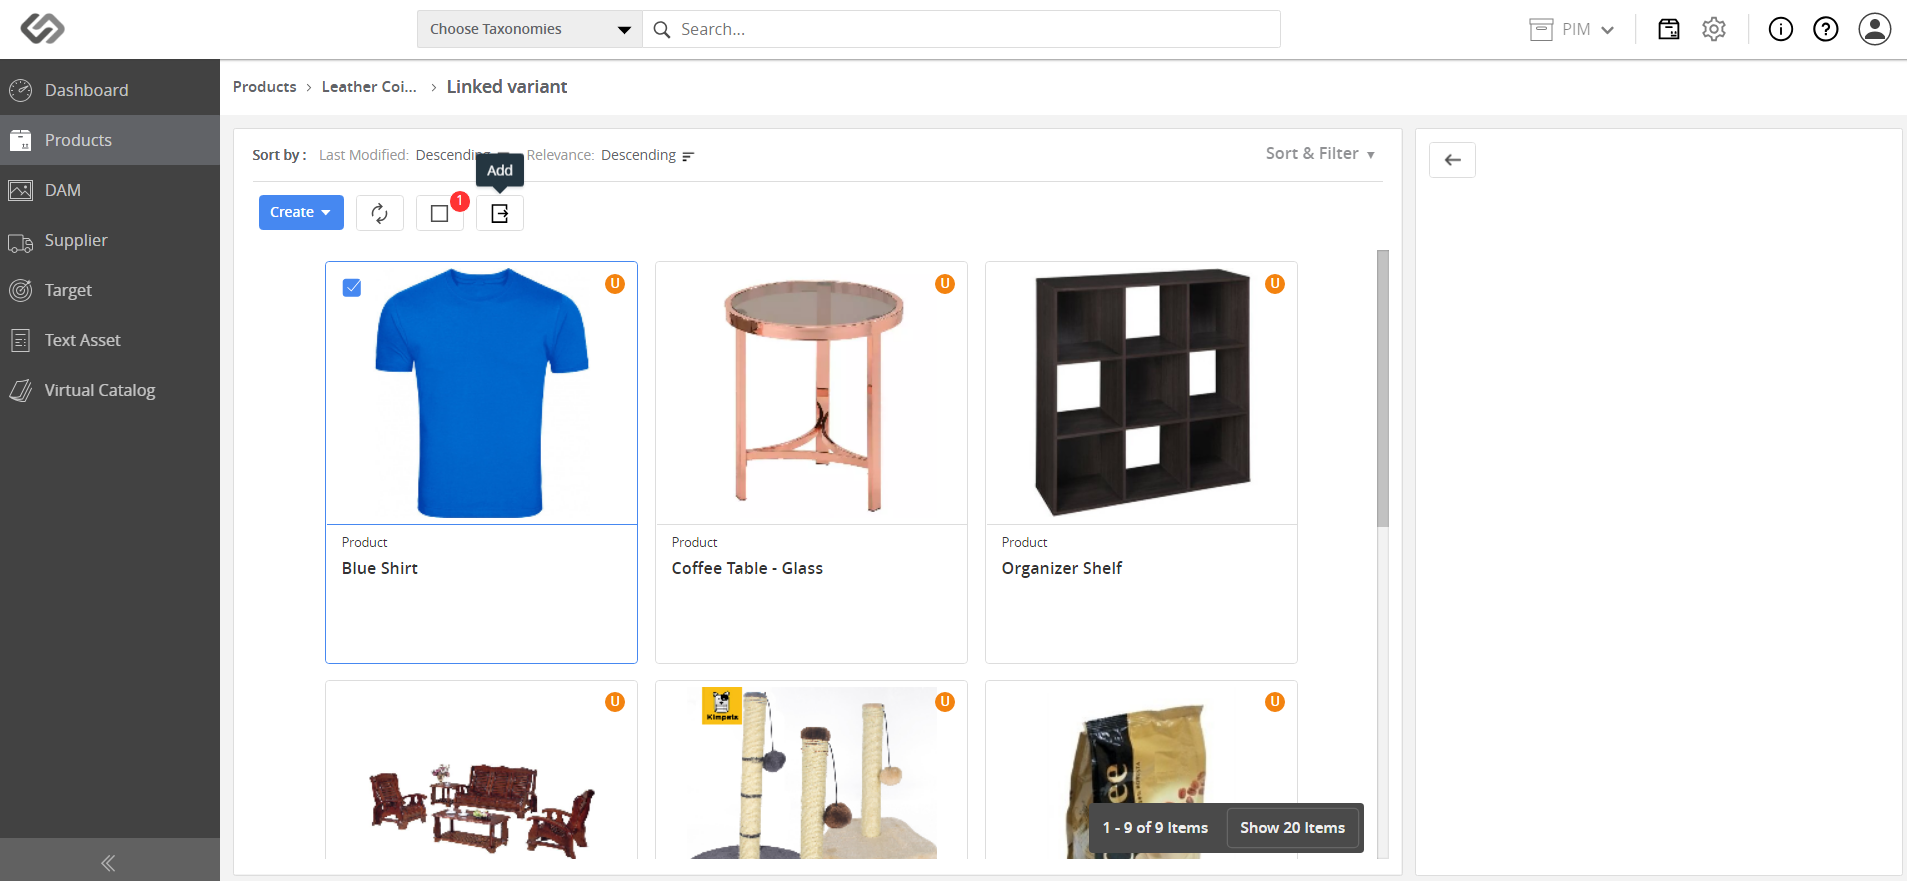 Choose Taxonomies
Search...
PIM
Dashboard
Products
DAM
Supplier
Target
Text Asset
Virtual Catalog
Products > Leather Coi... > Linked variant
Sort by : Last Modified: Descending Relevance: Descending
Sort & Filter
Add
Create
1
U
U
U
Product
Blue Shirt
Product
Coffee Table - Glass
Product
Organizer Shelf
U
U
U
Kimpets
ee
1 - 9 of 9 Items
Show 20 Items